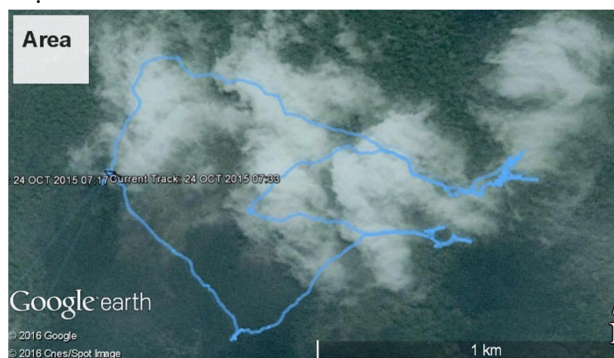 Area
24 OCT 2015 07:17 Current Track: 24 OCT 2015 07:33
Google earth
© 2016 Google
© 2016 Cnes/Spot Image
1 km